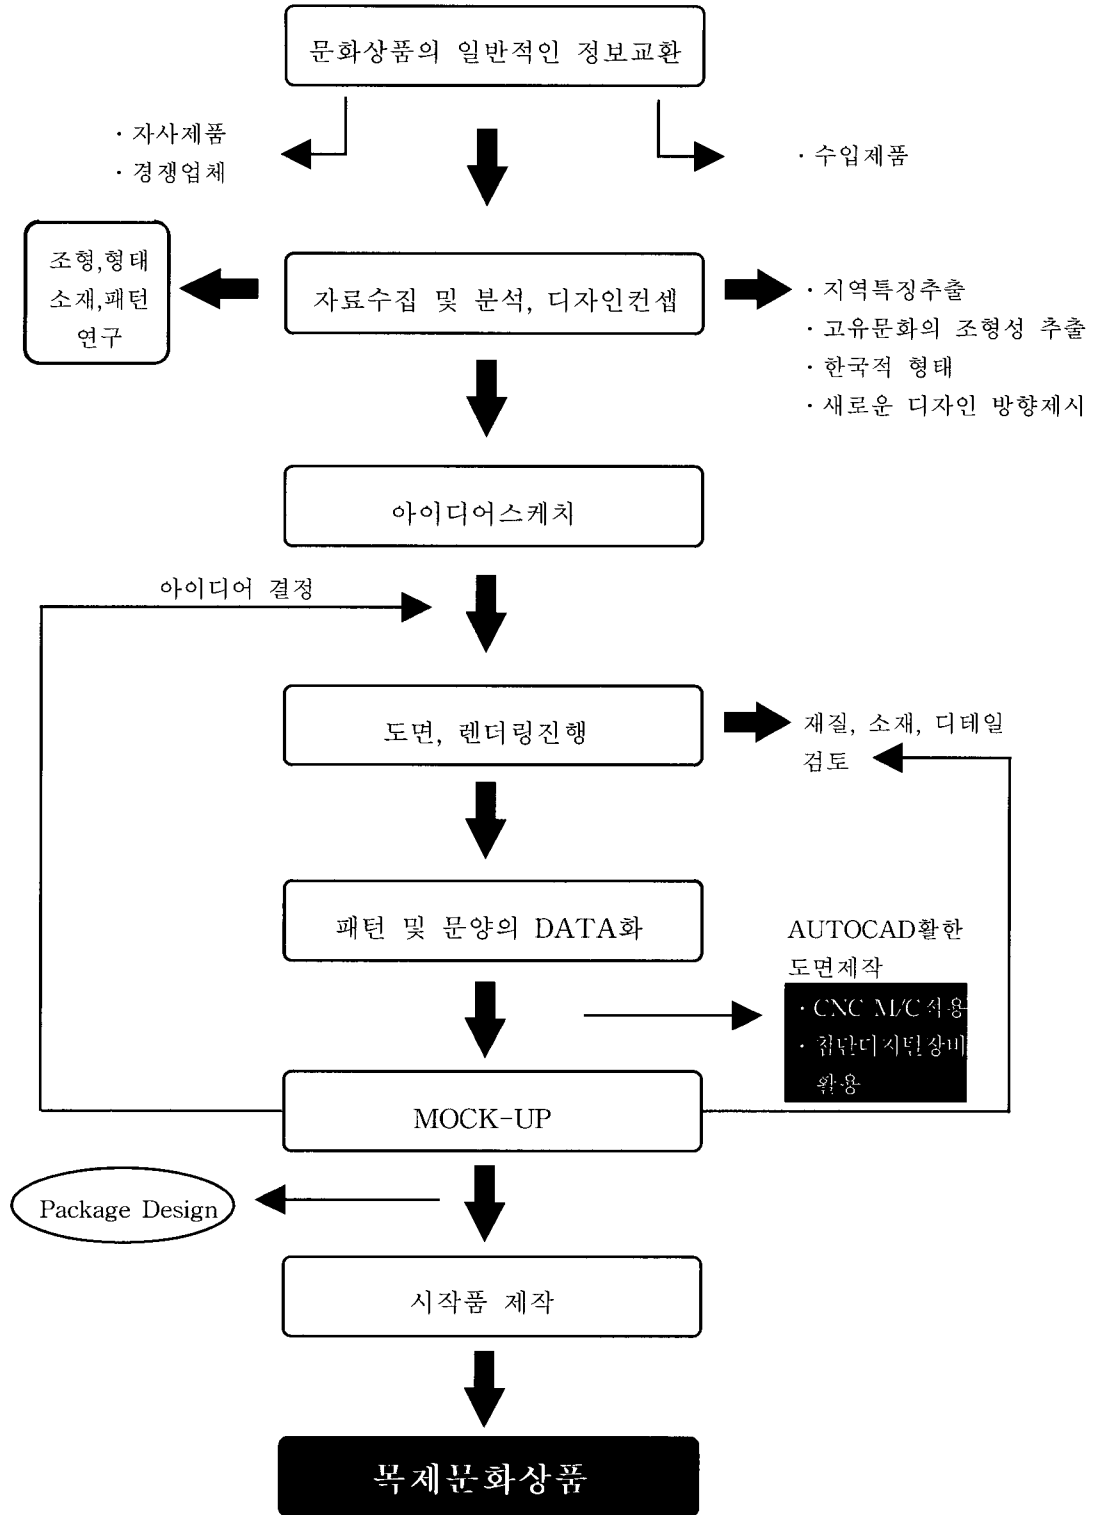 문화상품의 일반적인 정보교환
· 자사제품
· 경쟁업체
· 수입제품
조형,형태
소재,패턴
연구
자료수집 및 분석, 디자인컨셉
· 지역특징추출
· 고유문화의 조형성 추출
· 한국적 형태
· 새로운 디자인 방향제시
아이디어스케치
아이디어 결정
도면, 렌더링진행
재질, 소재, 디테일
검토
패턴 및 문양의 DATA화
AUTOCAD활한
도면제작
· CNC M/C적용
· 첨단디지털장비
활용
MOCK-UP
Package Design
시작품 제작
목제문화상품